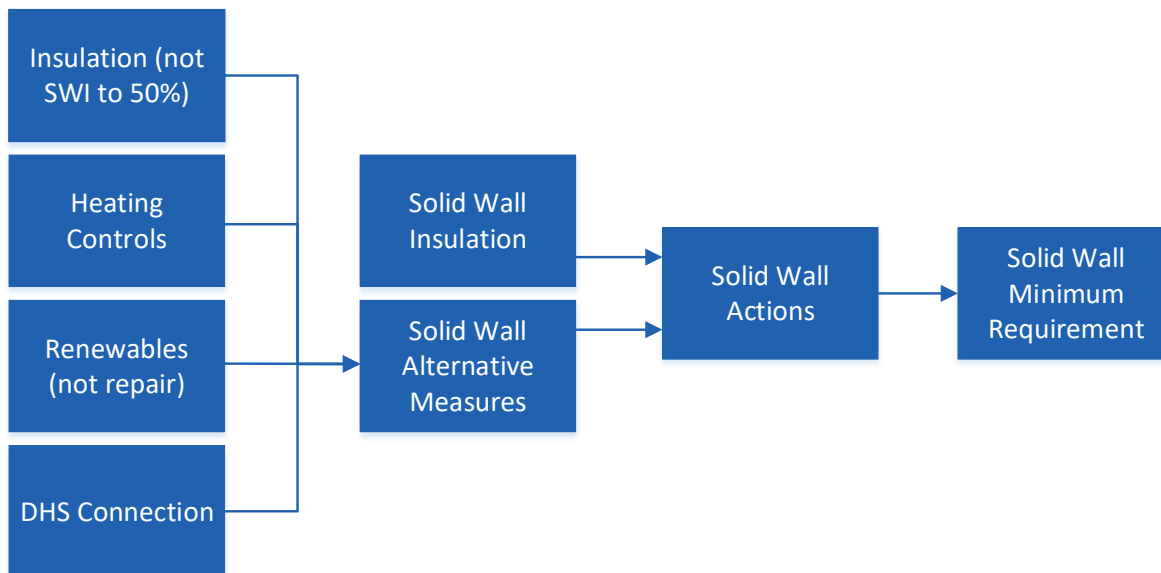 Insulation (not
SWI to 50%)
Heating
Controls
Renewables
(not repair)
DHS Connection
Solid Wall
Insulation
Solid Wall
Alternative
Measures
Solid Wall
Actions
Solid Wall
Minimum
Requirement